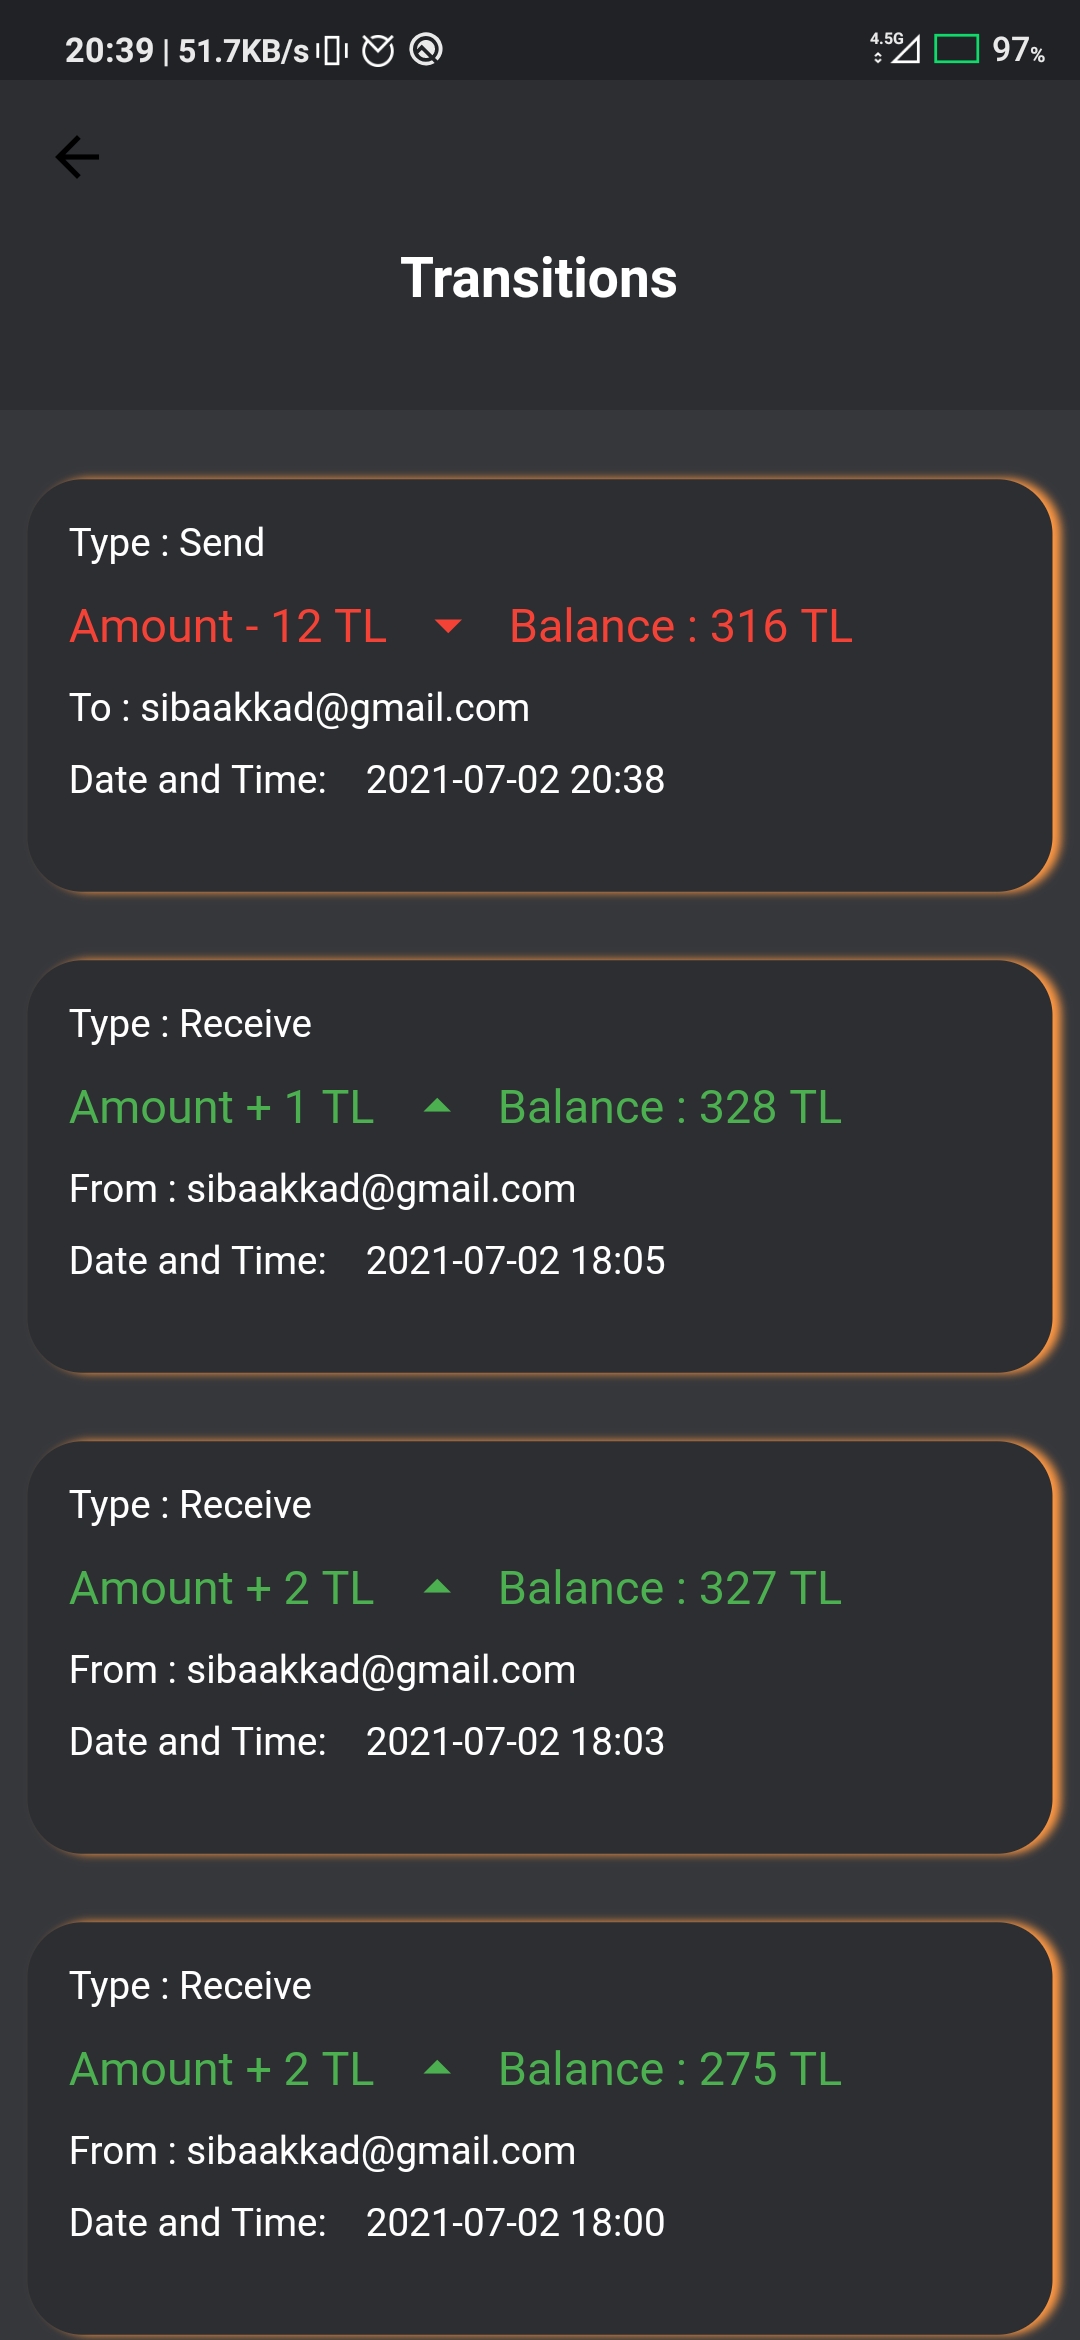 20:39 | 51.7KB/s 4.5G 97%
Transitions
Type : Send
Amount - 12 TL Balance : 316 TL
To : sibaakkad@gmail.com
Date and Time: 2021-07-02 20:38
Type : Receive
Amount + 1 TL Balance : 328 TL
From : sibaakkad@gmail.com
Date and Time: 2021-07-02 18:05
Type : Receive
Amount + 2 TL Balance : 327 TL
From : sibaakkad@gmail.com
Date and Time: 2021-07-02 18:03
Type : Receive
Amount + 2 TL Balance : 275 TL
From : sibaakkad@gmail.com
Date and Time: 2021-07-02 18:00